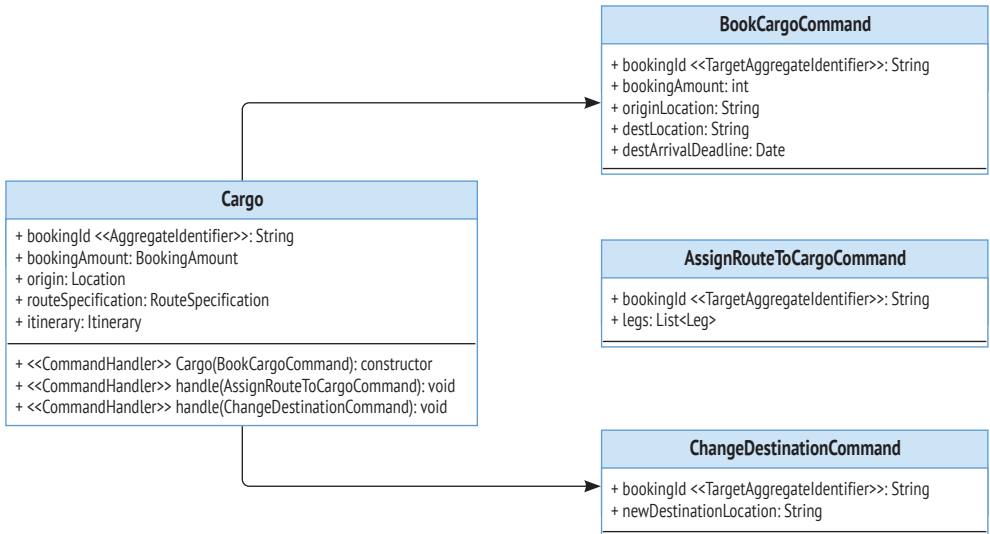 BookCargoCommand
+ bookingId <<TargetAggregateIdentifier>>: String
+ bookingAmount: int
+ originLocation: String
+ destLocation: String
+ destArrivalDeadline: Date
Cargo
+ bookingId <<AggregateIdentifier>>: String
+ bookingAmount: BookingAmount
+ origin: Location
+ routeSpecification: RouteSpecification
+ itinerary: Itinerary
+ <<CommandHandler>> Cargo(BookCargoCommand): constructor
+ <<CommandHandler>> handle(AssignRouteToCargoCommand): void
+ <<CommandHandler>> handle(ChangeDestinationCommand): void
AssignRouteToCargoCommand
+ bookingId <<TargetAggregateIdentifier>>: String
+ legs: List<Leg>
ChangeDestinationCommand
+ bookingId <<TargetAggregateIdentifier>>: String
+ newDestinationLocation: String